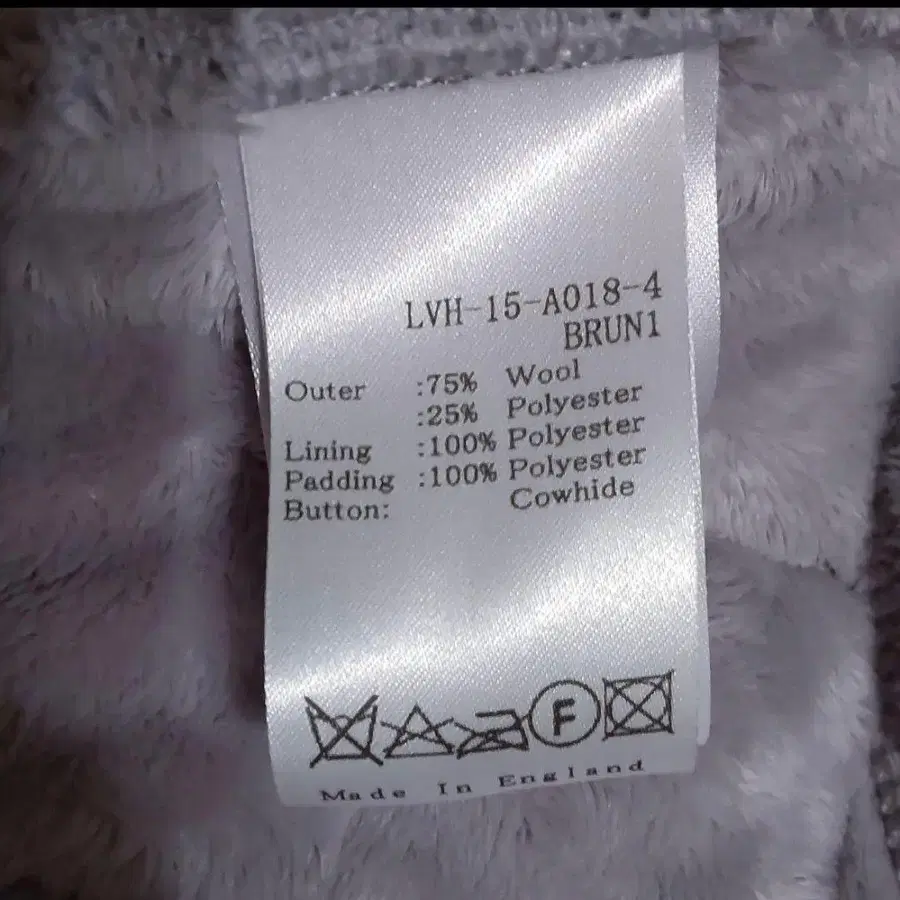 LVH-15-A018-4
BRUN1
Outer :75% Wool
:25% Polyester
Lining :100% Polyester
Padding :100% Polyester
Button: Cowhide
F
Made In England